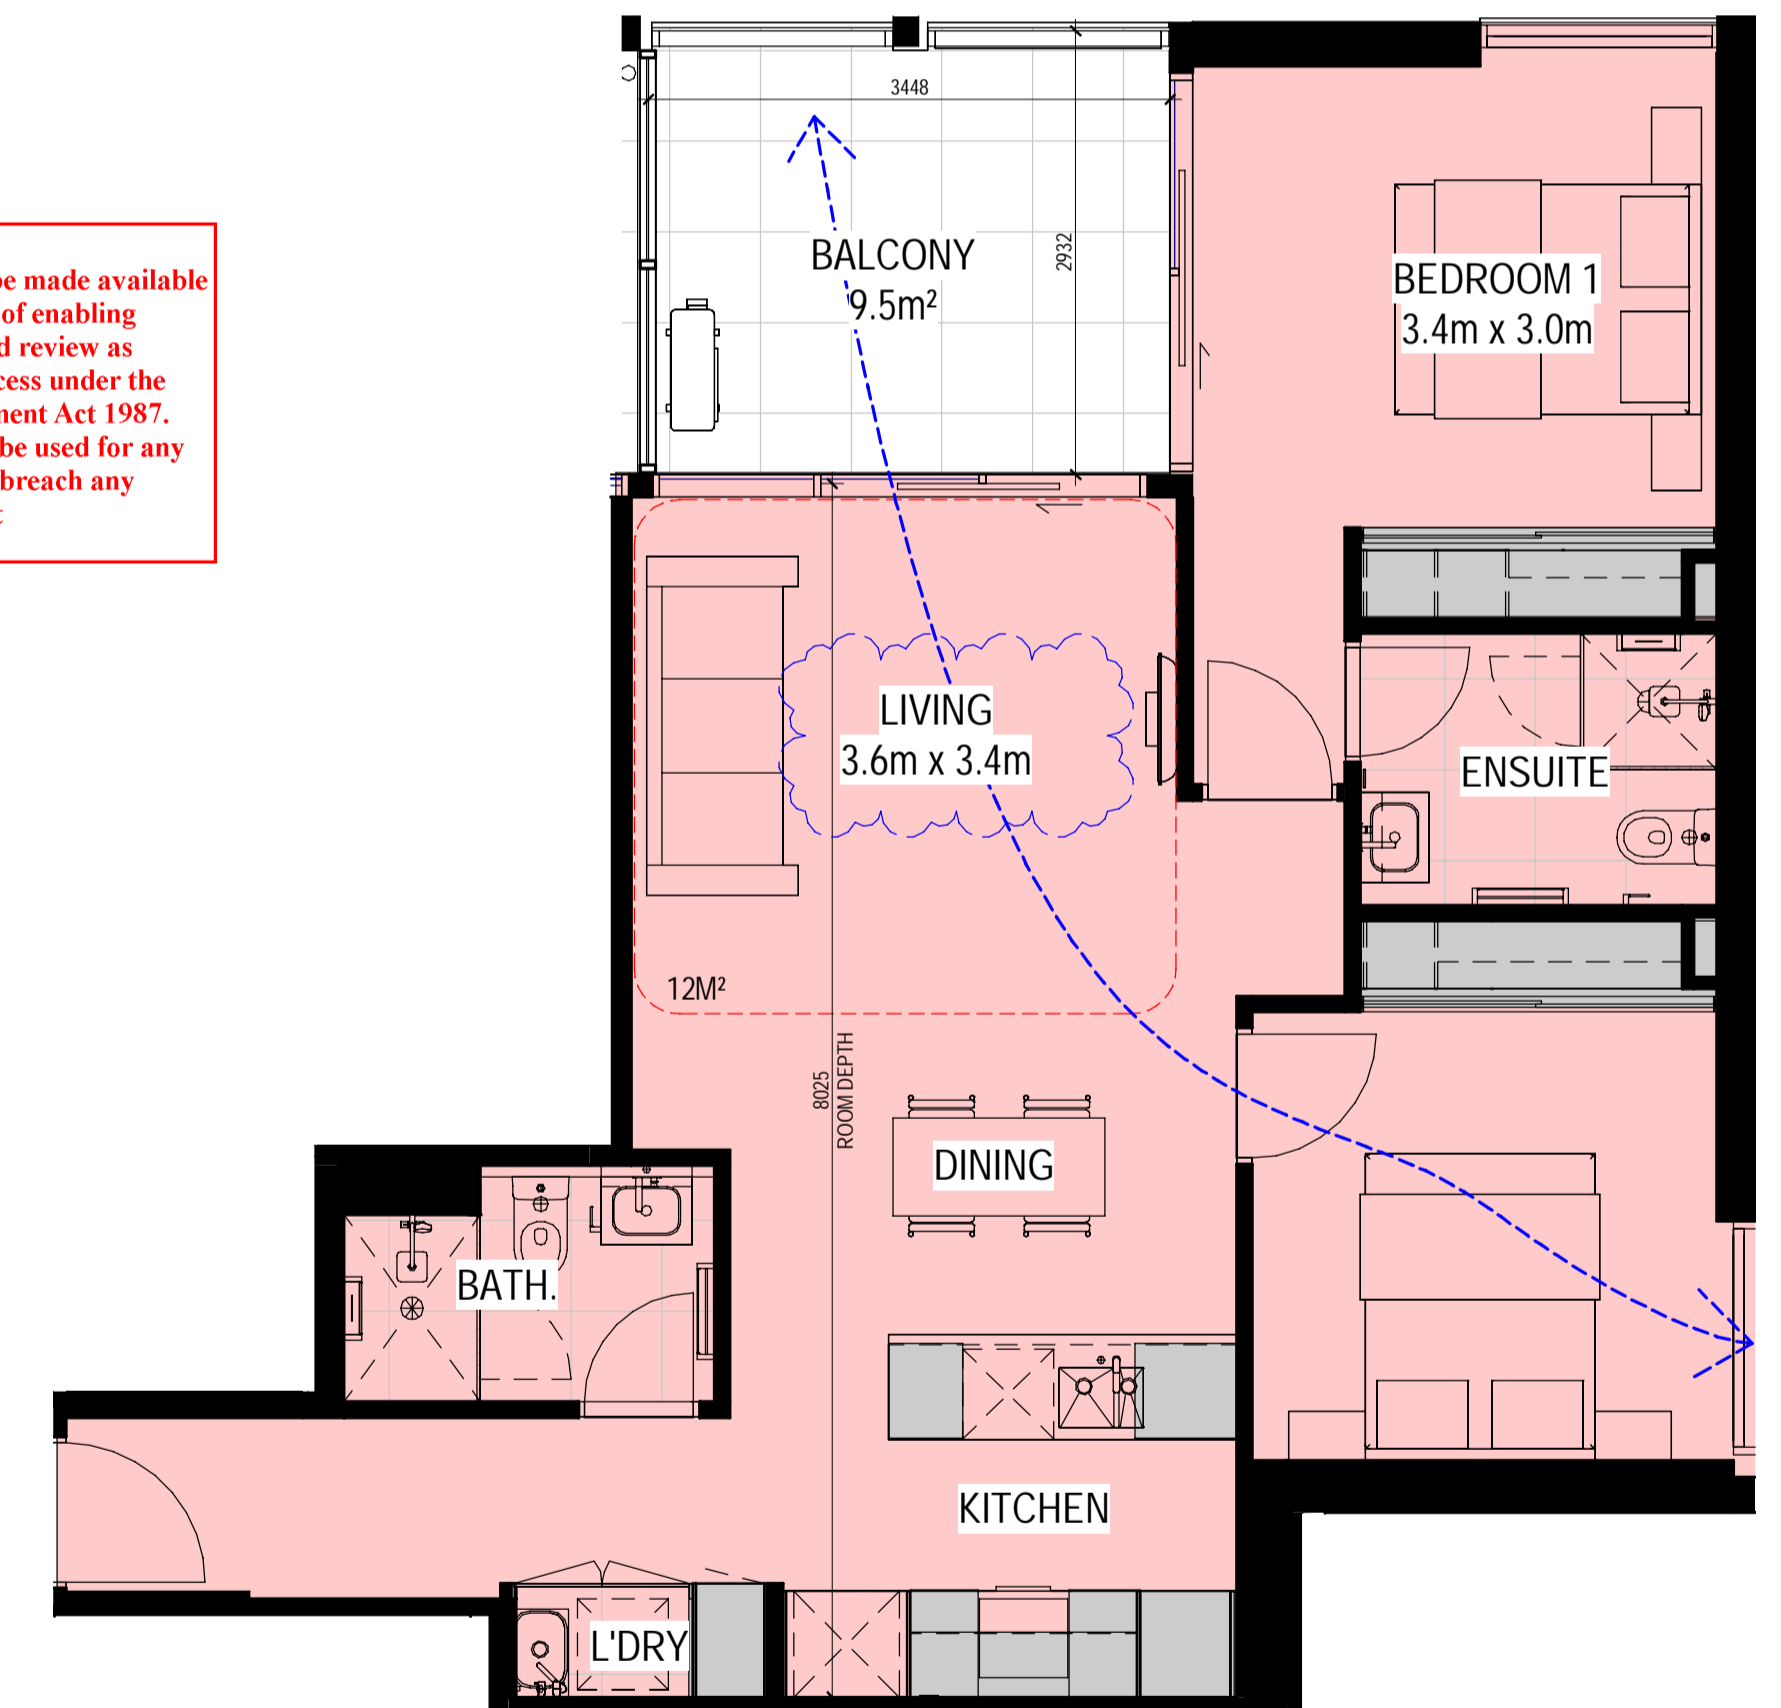 be made available
of enabling
d review as
cess under the
ment Act 1987.
be used for any
breach any
3448
2932
BALCONY
9.5m²
BEDROOM 1
3.4m x 3.0m
LIVING
3.6m x 3.4m
ENSUITE
12M²
8025
ROOM DEPTH
DINING
BATH.
KITCHEN
L'DRY